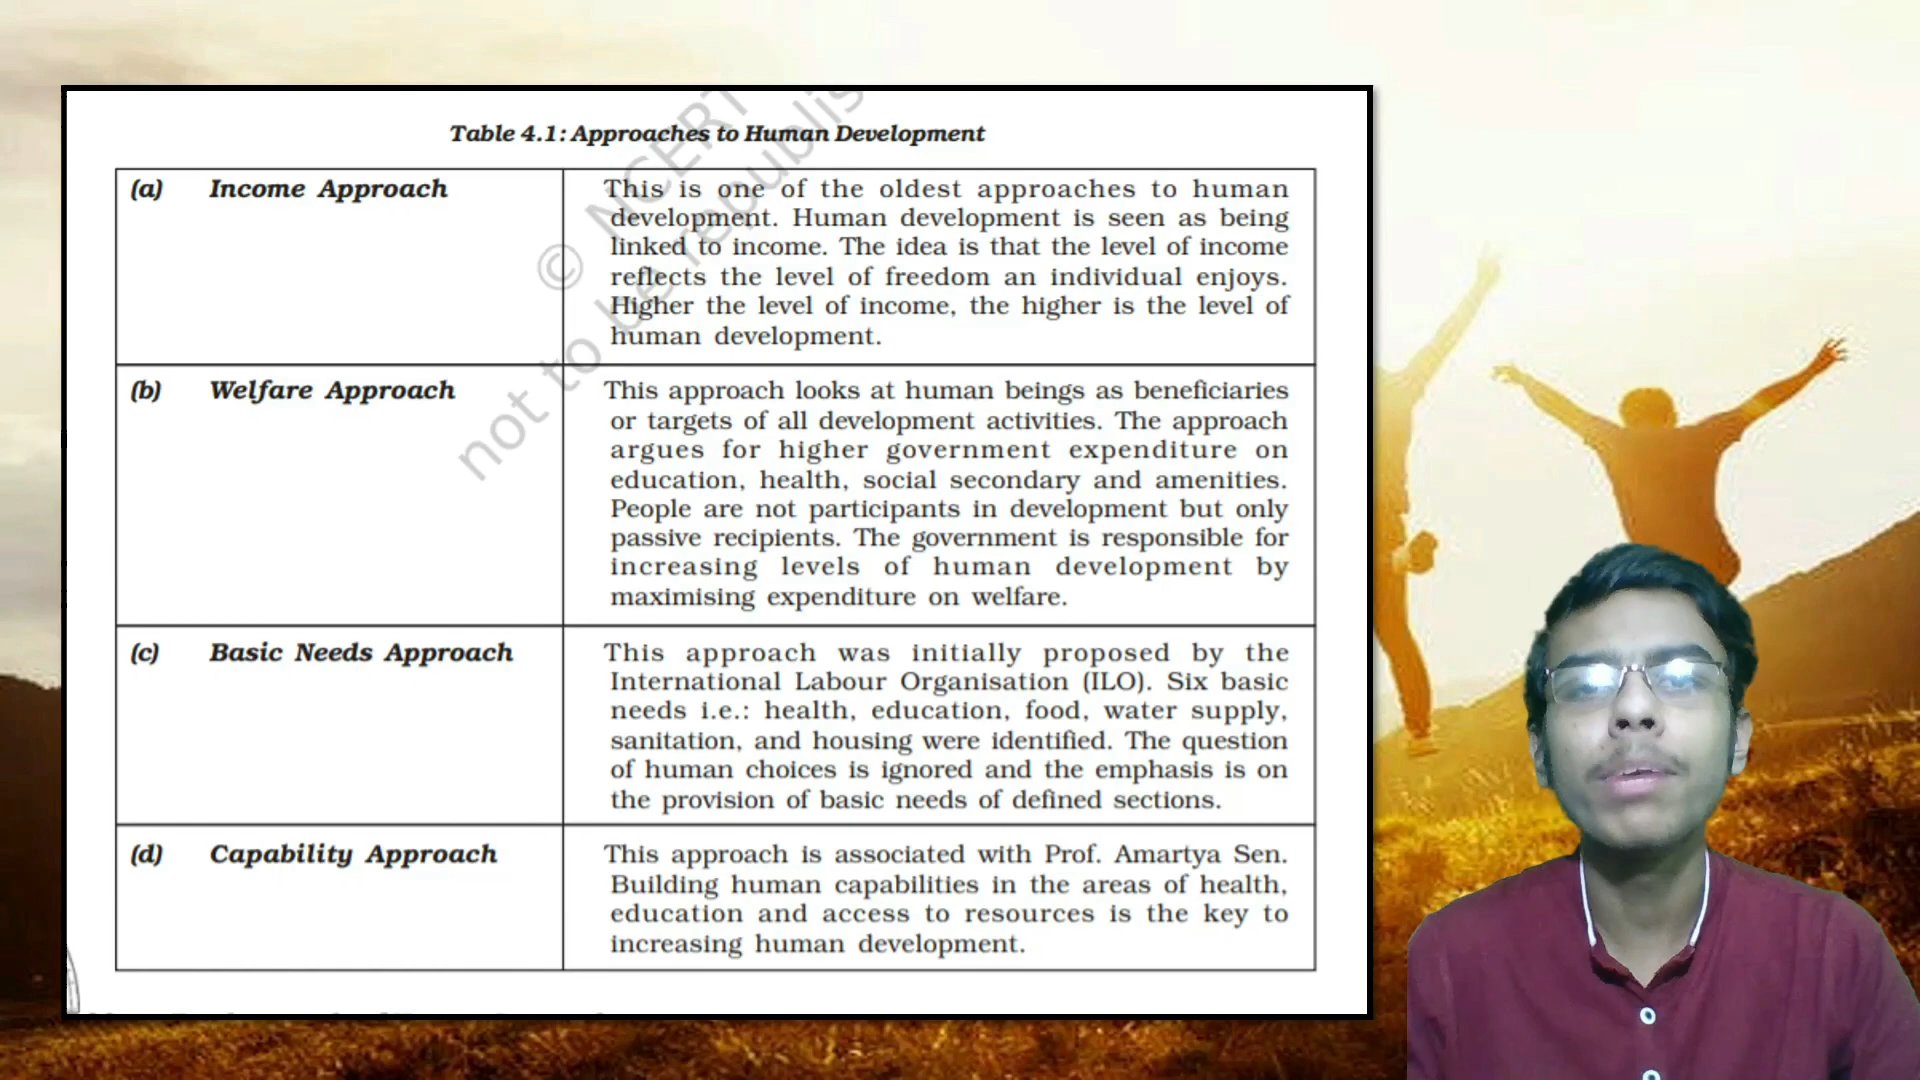 Table 4.1: Approaches to Human Development
(a) Income Approach
This is one of the oldest approaches to human
development. Human development is seen as being
linked to income. The idea is that the level of income
reflects the level of freedom an individual enjoys.
Higher the level of income, the higher is the level of
human development.
(b) Welfare Approach
This approach looks at human beings as beneficiaries
or targets of all development activities. The approach
argues for higher government expenditure on
education, health, social secondary and amenities.
People are not participants in development but only
passive recipients. The government is responsible for
increasing levels of human development by
maximising expenditure on welfare.
(c) Basic Needs Approach
This approach was initially proposed by the
International Labour Organisation (ILO). Six basic
needs i.e.: health, education, food, water supply,
sanitation, and housing were identified. The question
of human choices is ignored and the emphasis is on
the provision of basic needs of defined sections.
(d) Capability Approach
This approach is associated with Prof. Amartya Sen.
Building human capabilities in the areas of health,
education and access to resources is the key to
increasing human development.
© NCERT
not to be republis